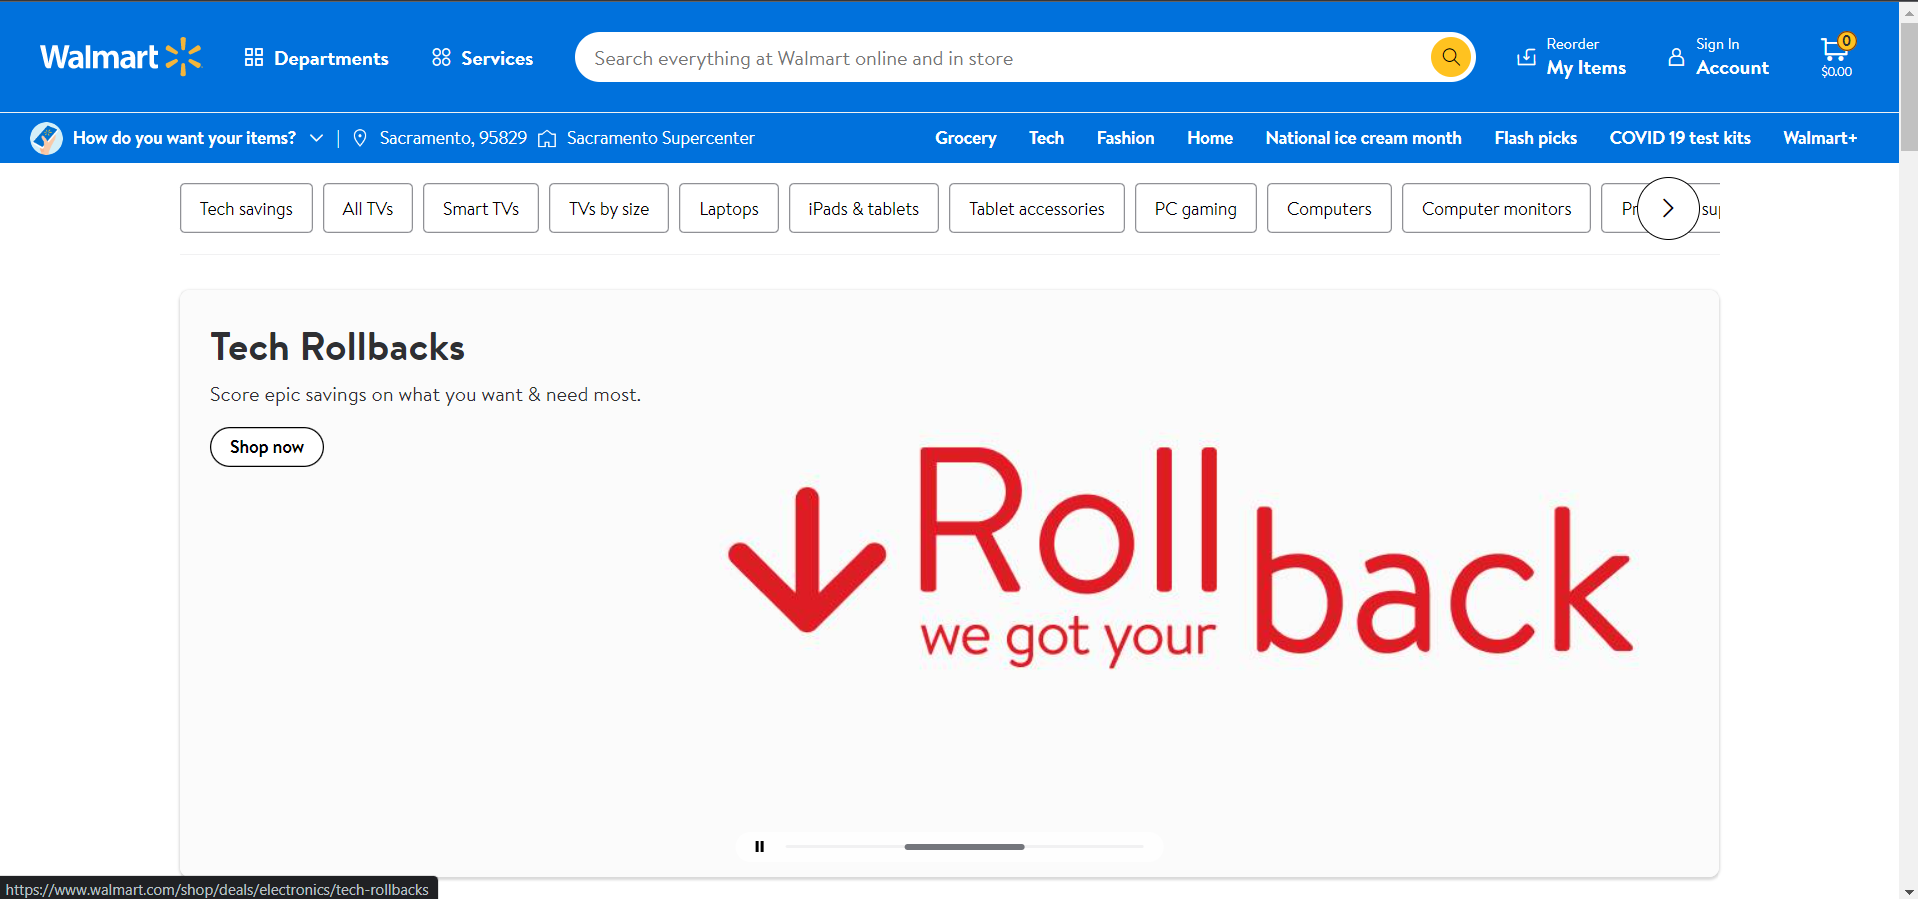 Walmart
Departments
Services
Search everything at Walmart online and in store
Reorder
My Items
Sign In
Account
0
$0.00
How do you want your items?
Sacramento, 95829
Sacramento Supercenter
Grocery
Tech
Fashion
Home
National ice cream month
Flash picks
COVID 19 test kits
Walmart+
Tech savings
All TVs
Smart TVs
TVs by size
Laptops
iPads & tablets
Tablet accessories
PC gaming
Computers
Computer monitors
Tech Rollbacks
Score epic savings on what you want & need most.
Shop now
Roll
back
we got your
https://www.walmart.com/shop/deals/electronics/tech-rollbacks